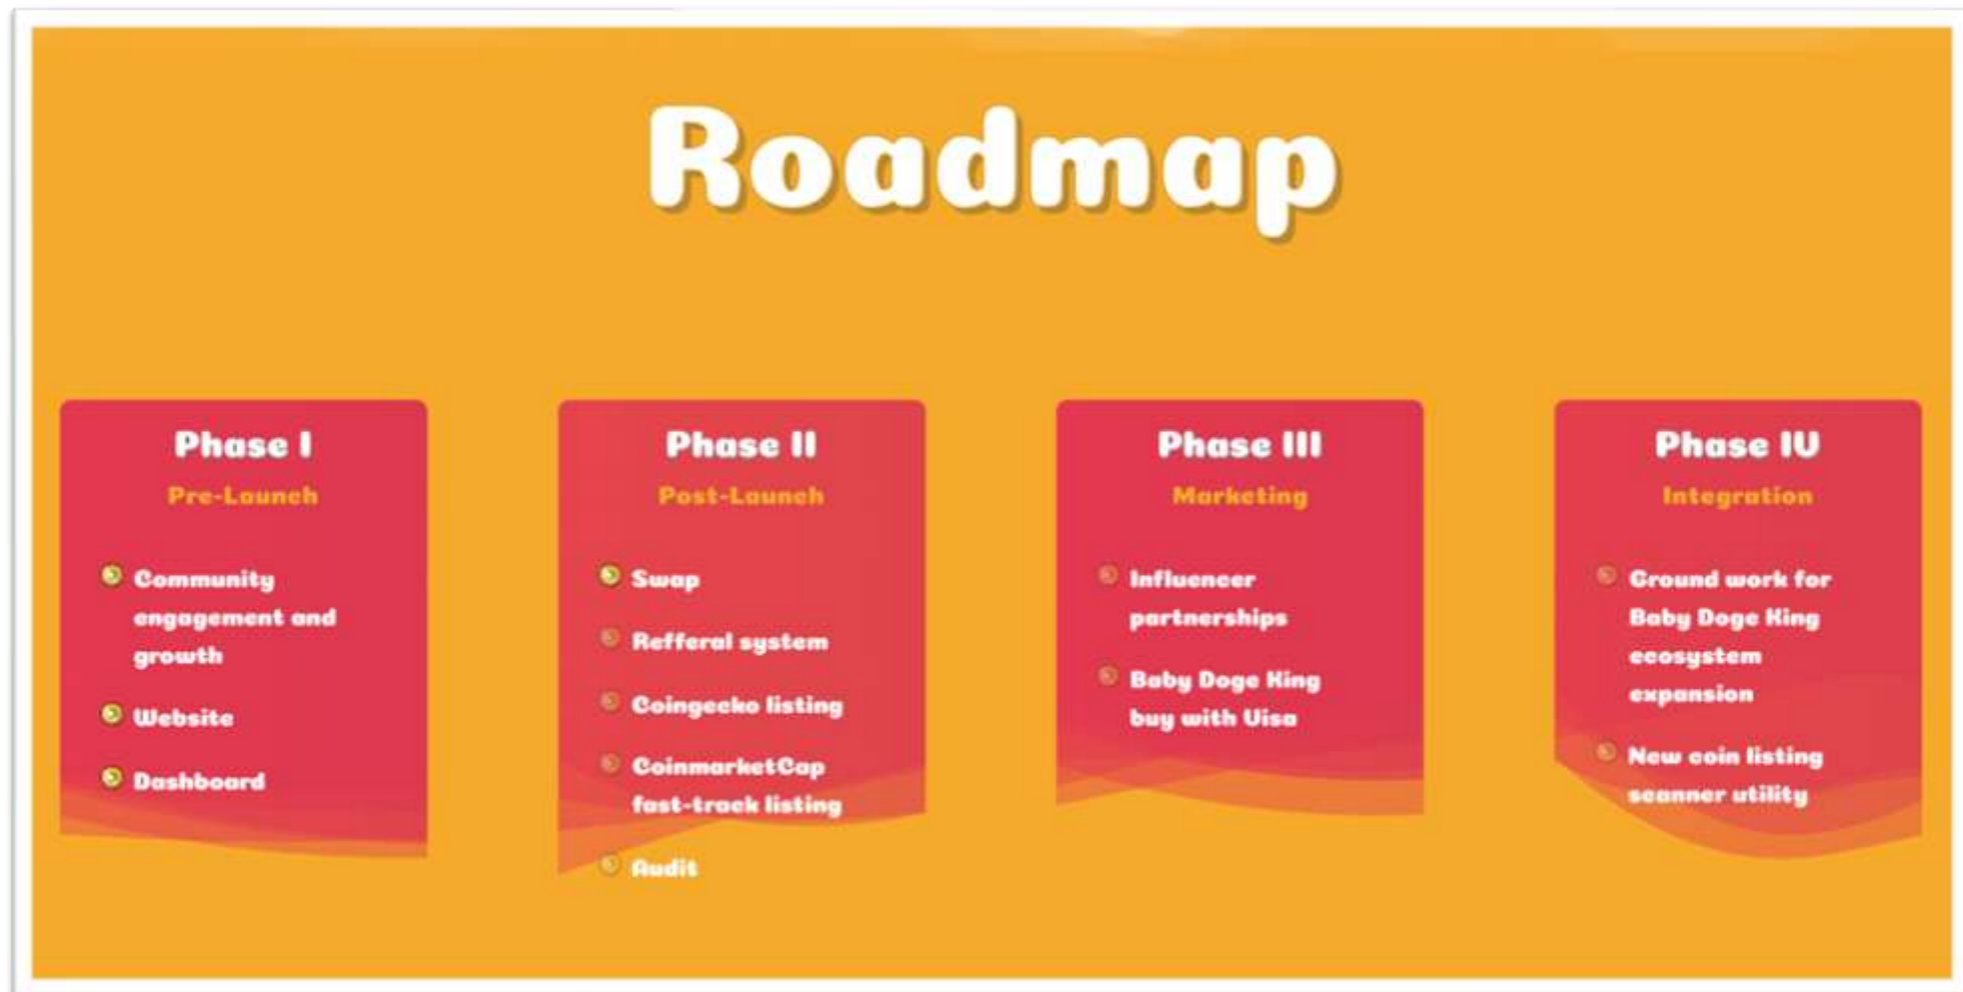 Roadmap
Phase I
Pre-Launch
Community
engagement and
growth
Website
Dashboard
Phase II
Post-Launch
Swap
Refferal system
Coingecko listing
CoinmarketCap
fast-track listing
Audit
Phase III
Marketing
Influencer
partnerships
Baby Doge King
buy with Visa
Phase IV
Integration
Ground work for
Baby Doge King
ecosystem
expansion
New coin listing
scanner utility